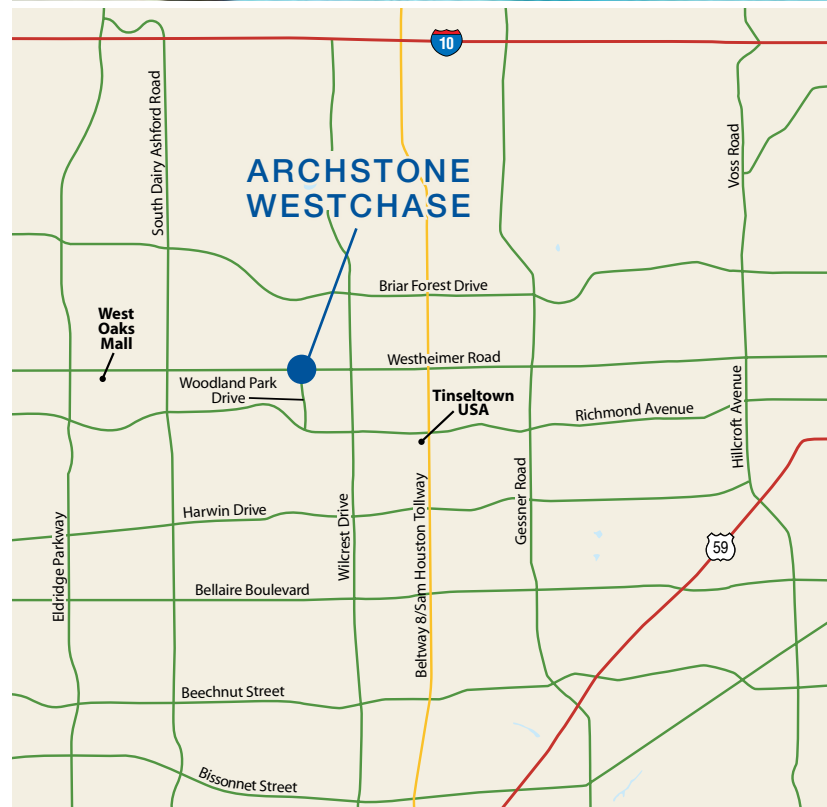 10
South Dairy Ashford Road
Voss Road
ARCHSTONE
WESTCHASE
Briar Forest Drive
West
Oaks
Mall
Westheimer Road
Woodland Park
Drive
Tinseltown
USA
Richmond Avenue
Hillcroft Avenue
Harwin Drive
Wilcrest Drive
Beltway 8/Sam Houston Tollway
Gessner Road
Eldridge Parkway
59
Bellaire Boulevard
Beechnut Street
Bissonnet Street